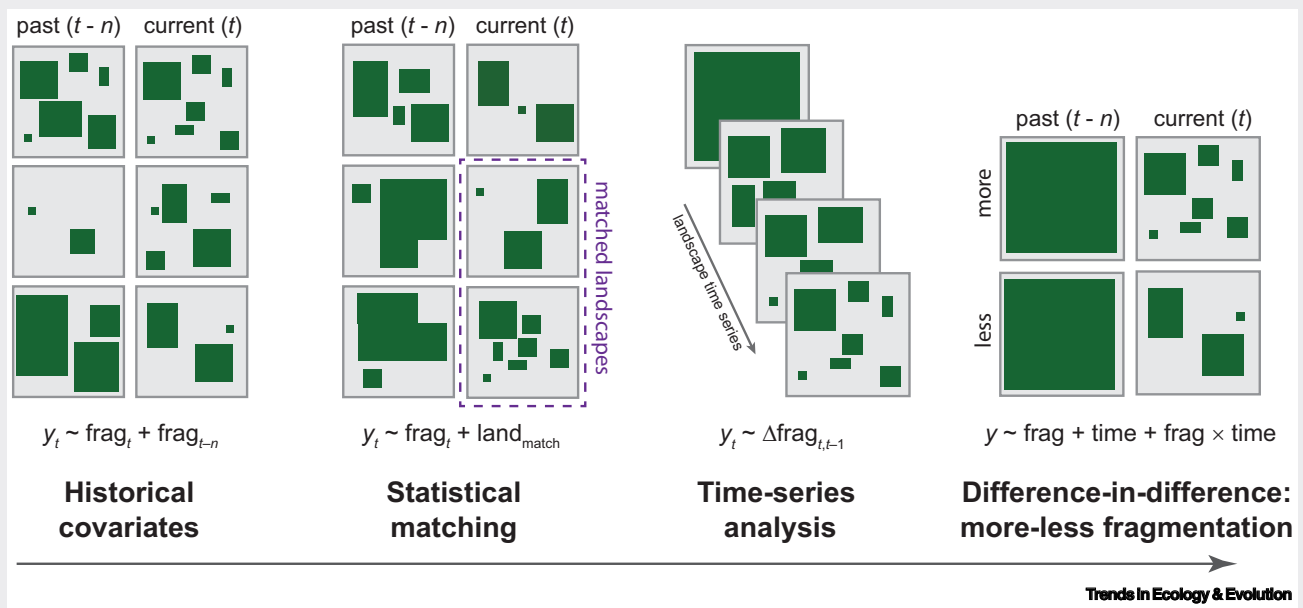 past (t - n)
current (t)
past (t - n)
current (t)
past (t - n)
current (t)
matched landscapes
landscape time series
more
less
y_t ~ frag_t + frag_{t–n}
y_t ~ frag_t + land_match
y_t ~ Δfrag_{t,t–1}
y ~ frag + time + frag × time
Historical
covariates
Statistical
matching
Time-series
analysis
Difference-in-difference:
more-less fragmentation
Trends in Ecology & Evolution